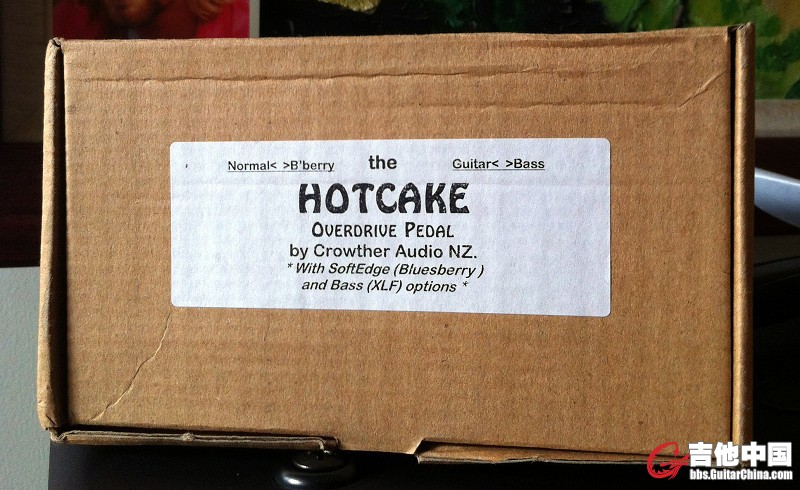 Normal< >B'berry the Guitar< >Bass
HOTCAKE
OVERDRIVE PEDAL
by Crowther Audio NZ.
* With SoftEdge (Bluesberry )
and Bass (XLF) options *
吉他中国
bbs.GuitarChina.com